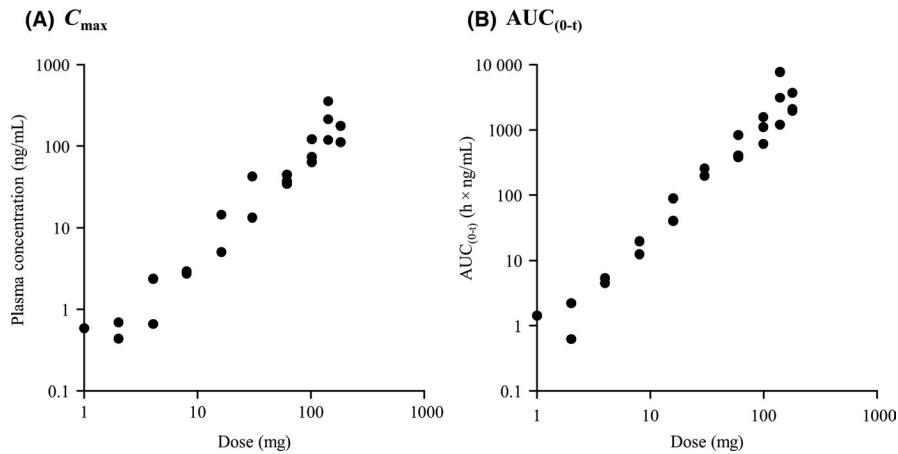 (A) Cmax
Plasma concentration (ng/mL)
1000
100
10
1
0.1
1 10 100 1000
Dose (mg)
(B) AUC(0-t)
AUC(0-t) (h × ng/mL)
10 000
1000
100
10
1
0.1
1 10 100 1000
Dose (mg)